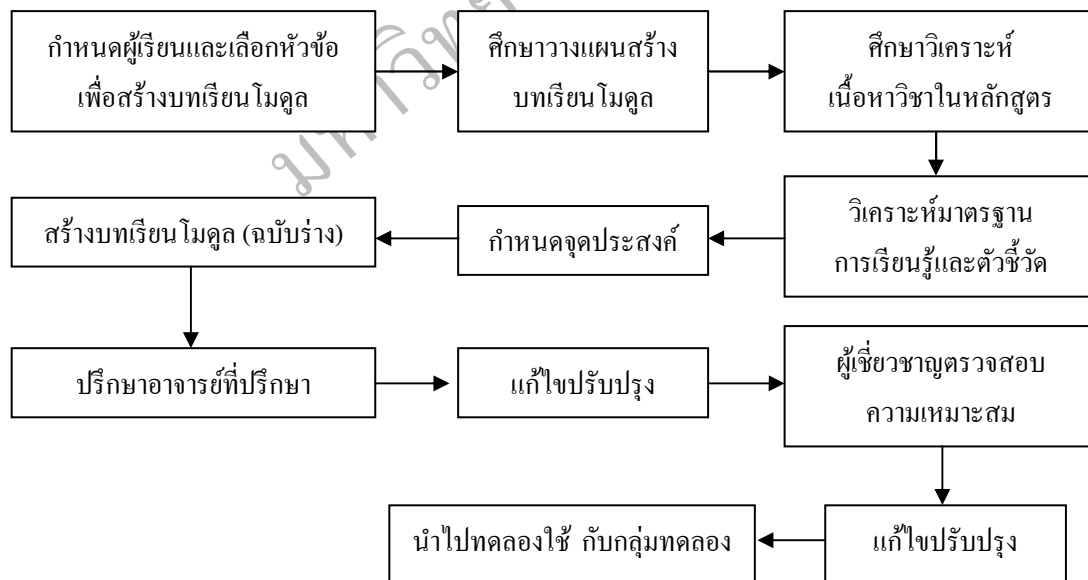 กำหนดผู้เรียนและเลือกหัวข้อ
เพื่อสร้างบทเรียนโมดูล
ศึกษาวางแผนสร้าง
บทเรียนโมดูล
ศึกษาวิเคราะห์
เนื้อหาวิชาในหลักสูตร
วิเคราะห์มาตรฐาน
การเรียนรู้และตัวชี้วัด
กำหนดจุดประสงค์
สร้างบทเรียนโมดูล (ฉบับร่าง)
ปรึกษาอาจารย์ที่ปรึกษา
แก้ไขปรับปรุง
ผู้เชี่ยวชาญตรวจสอบ
ความเหมาะสม
แก้ไขปรับปรุง
นำไปทดลองใช้ กับกลุ่มทดลอง